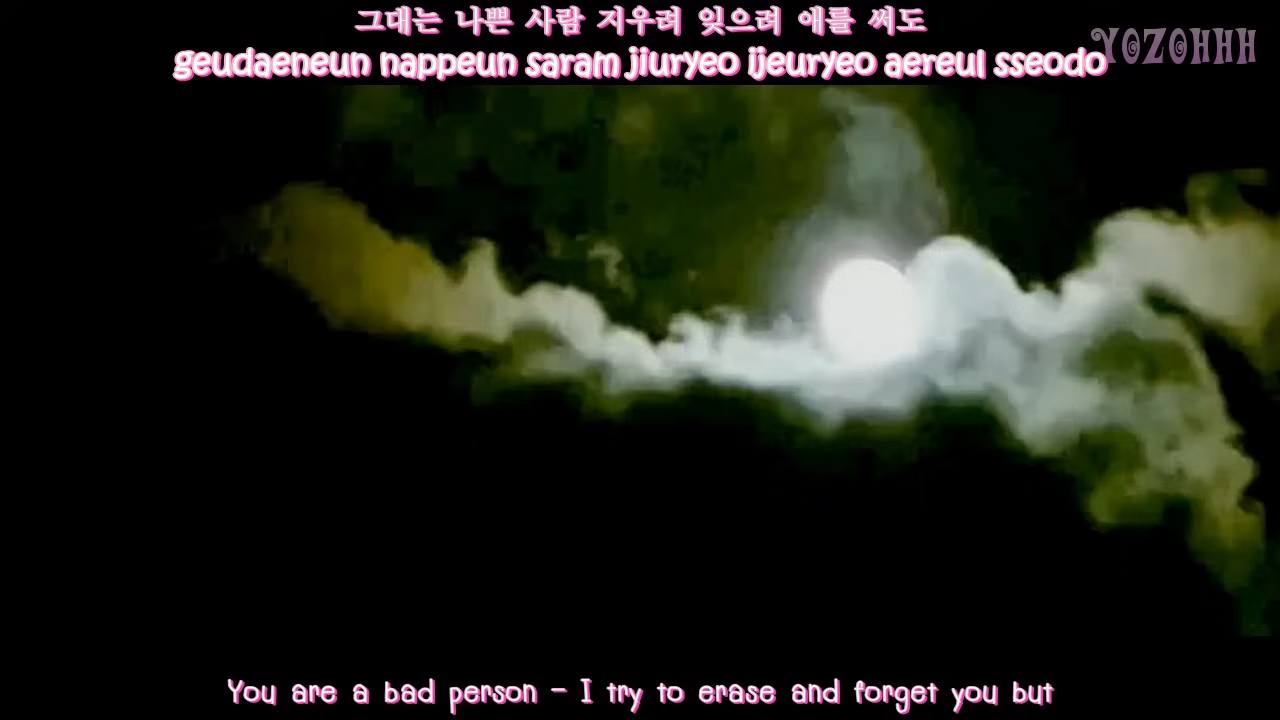 그대는 나쁜 사람 지우려 잊으려 애를 써도
geudaeneun nappeun saram jiuryeo ijeuryeo aereul sseodo
YOZOHHH
You are a bad person - I try to erase and forget you but